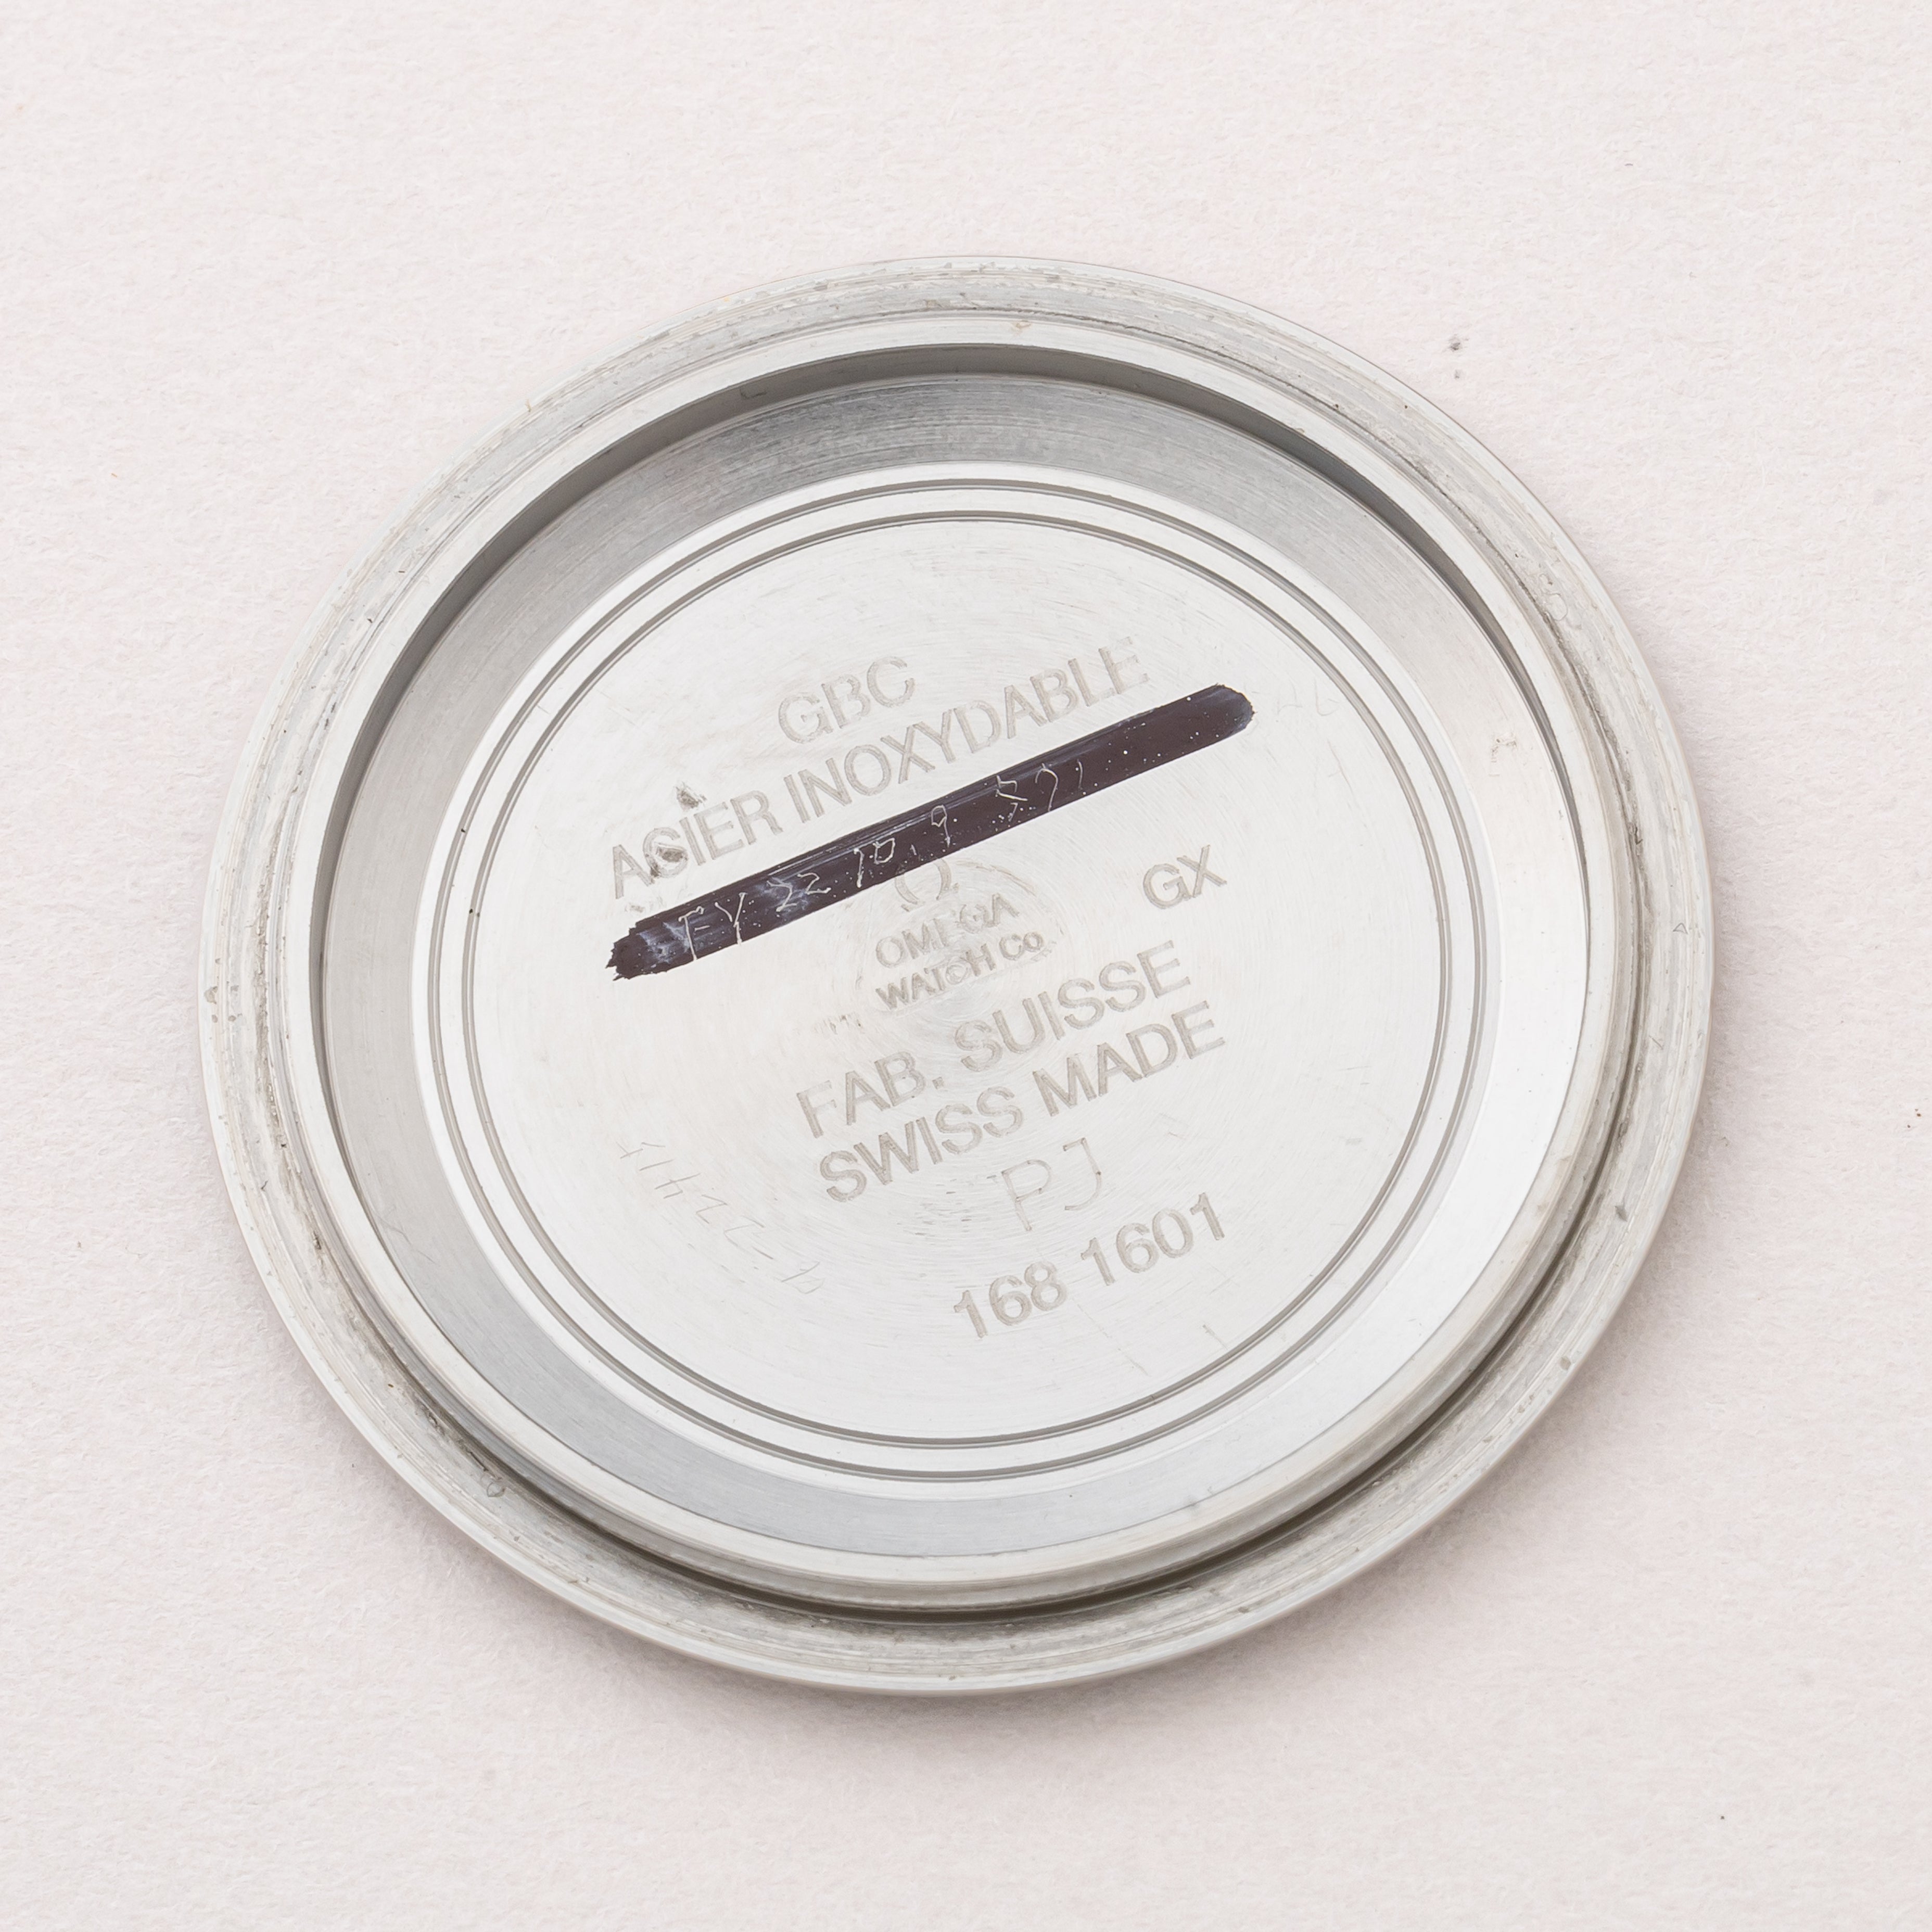 GBC
ACIER INOXYDABLE
Ω
OMEGA
WATCH Co
GX
FAB. SUISSE
SWISS MADE
PJ
168 1601